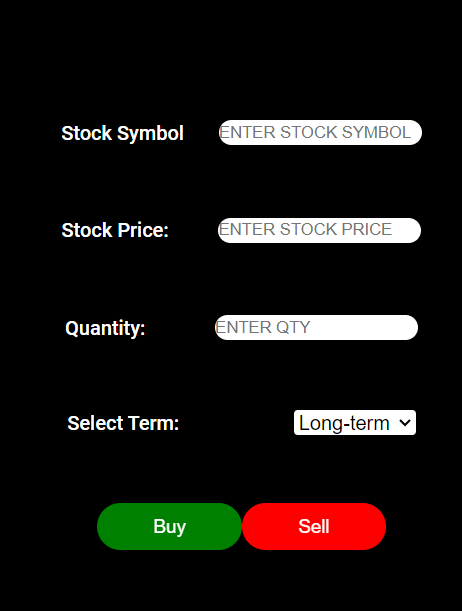 Stock Symbol ENTER STOCK SYMBOL
Stock Price: ENTER STOCK PRICE
Quantity: ENTER QTY
Select Term: Long-term
Buy Sell